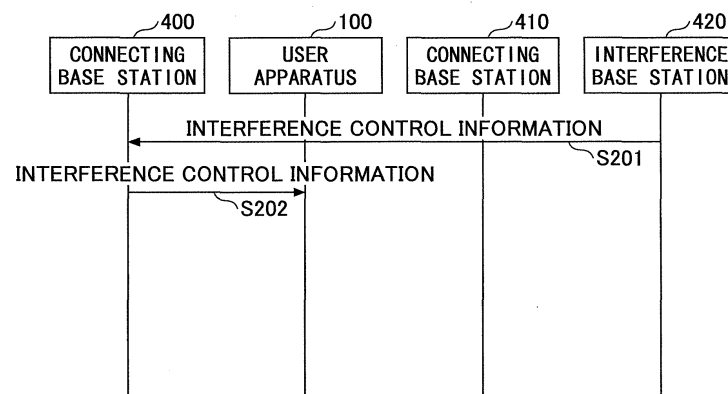 400
100
410
420
CONNECTING
BASE STATION
USER
APPARATUS
CONNECTING
BASE STATION
INTERFERENCE
BASE STATION
INTERFERENCE CONTROL INFORMATION
S201
INTERFERENCE CONTROL INFORMATION
S202